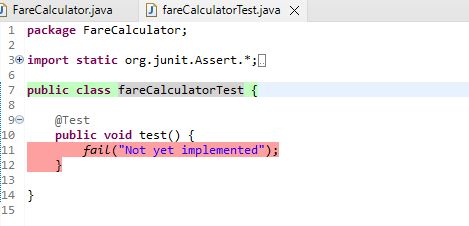 FareCalculator.java fareCalculatorTest.java
1 package FareCalculator;
2
3 import static org.junit.Assert.*;
6
7 public class fareCalculatorTest {
8
9 @Test
10 public void test() {
11 fail("Not yet implemented");
12 }
13
14 }
15